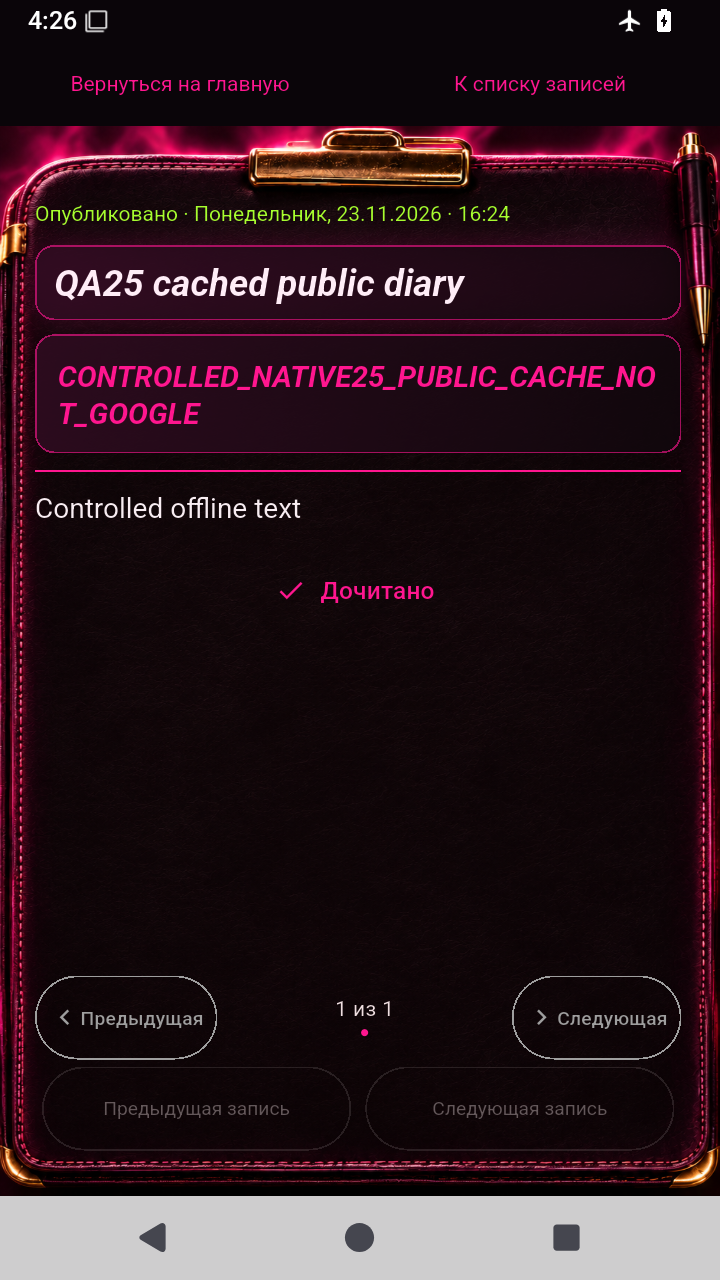 4:26
Вернуться на главную
К списку записей
Опубликовано · Понедельник, 23.11.2026 · 16:24
QA25 cached public diary
CONTROLLED_NATIVE25_PUBLIC_CACHE_NO
T_GOOGLE
Controlled offline text
Дочитано
Предыдущая
1 из 1
Следующая
Предыдущая запись
Следующая запись